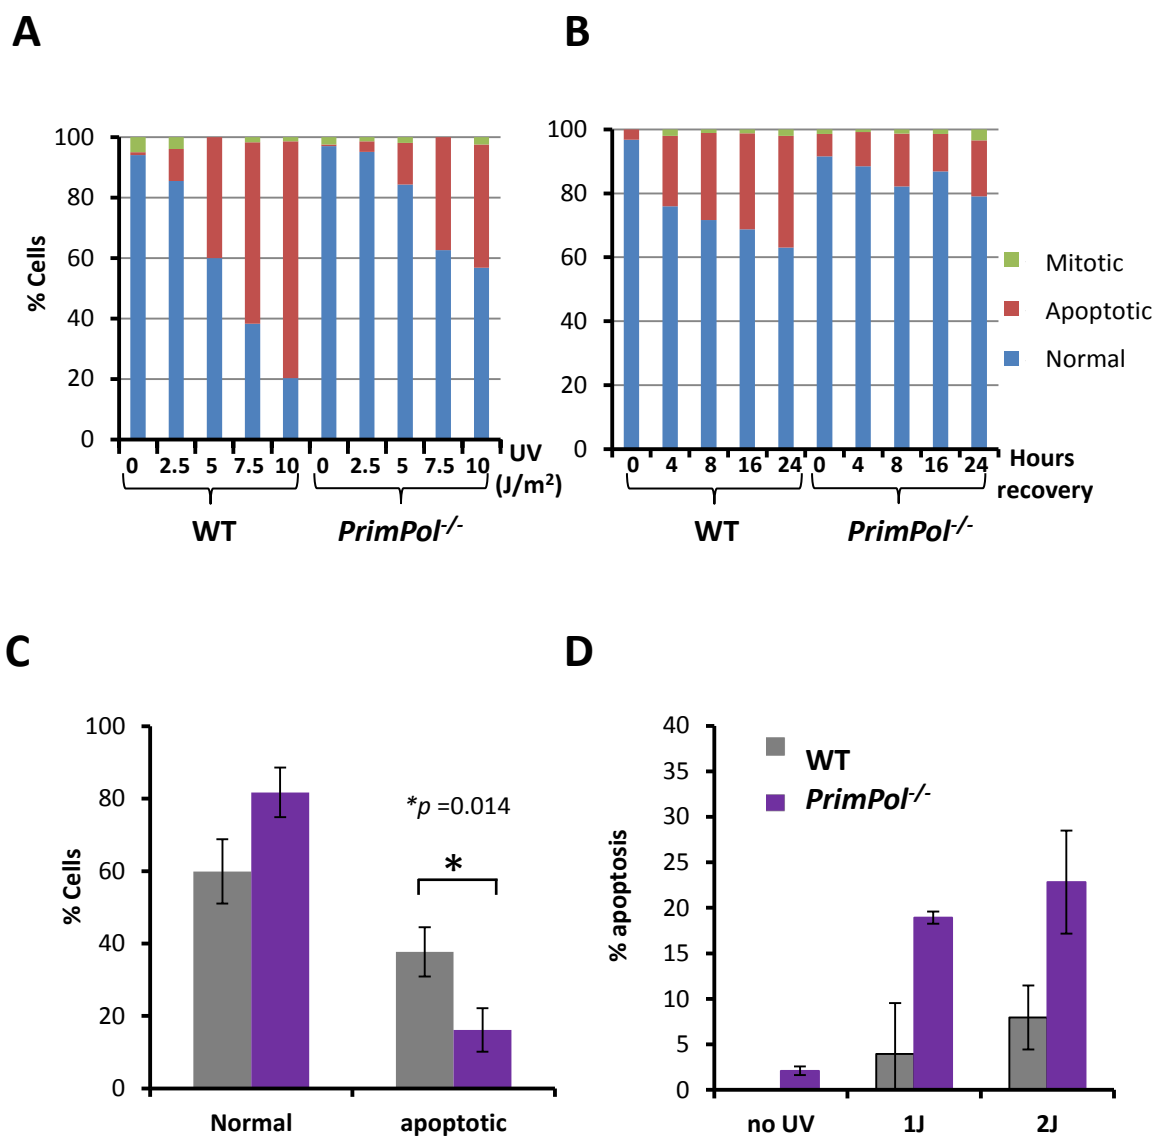 A
100
80
60
40
20
0
% Cells
0 2.5 5 7.5 10 0 2.5 5 7.5 10
UV
(J/m²)
WT
PrimPol-/-
B
100
80
60
40
20
0
0 4 8 16 24 0 4 8 16 24
Hours
recovery
WT
PrimPol-/-
Mitotic
Apoptotic
Normal
C
100
80
60
40
20
0
% Cells
*p =0.014
*
Normal
apoptotic
D
40
35
30
25
20
15
10
5
0
% apoptosis
WT
PrimPol-/-
no UV
1J
2J